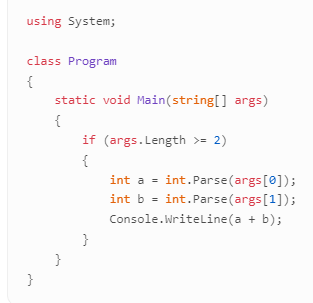 using System;

class Program
{
    static void Main(string[] args)
    {
        if (args.Length >= 2)
        {
            int a = int.Parse(args[0]);
            int b = int.Parse(args[1]);
            Console.WriteLine(a + b);
        }
    }
}